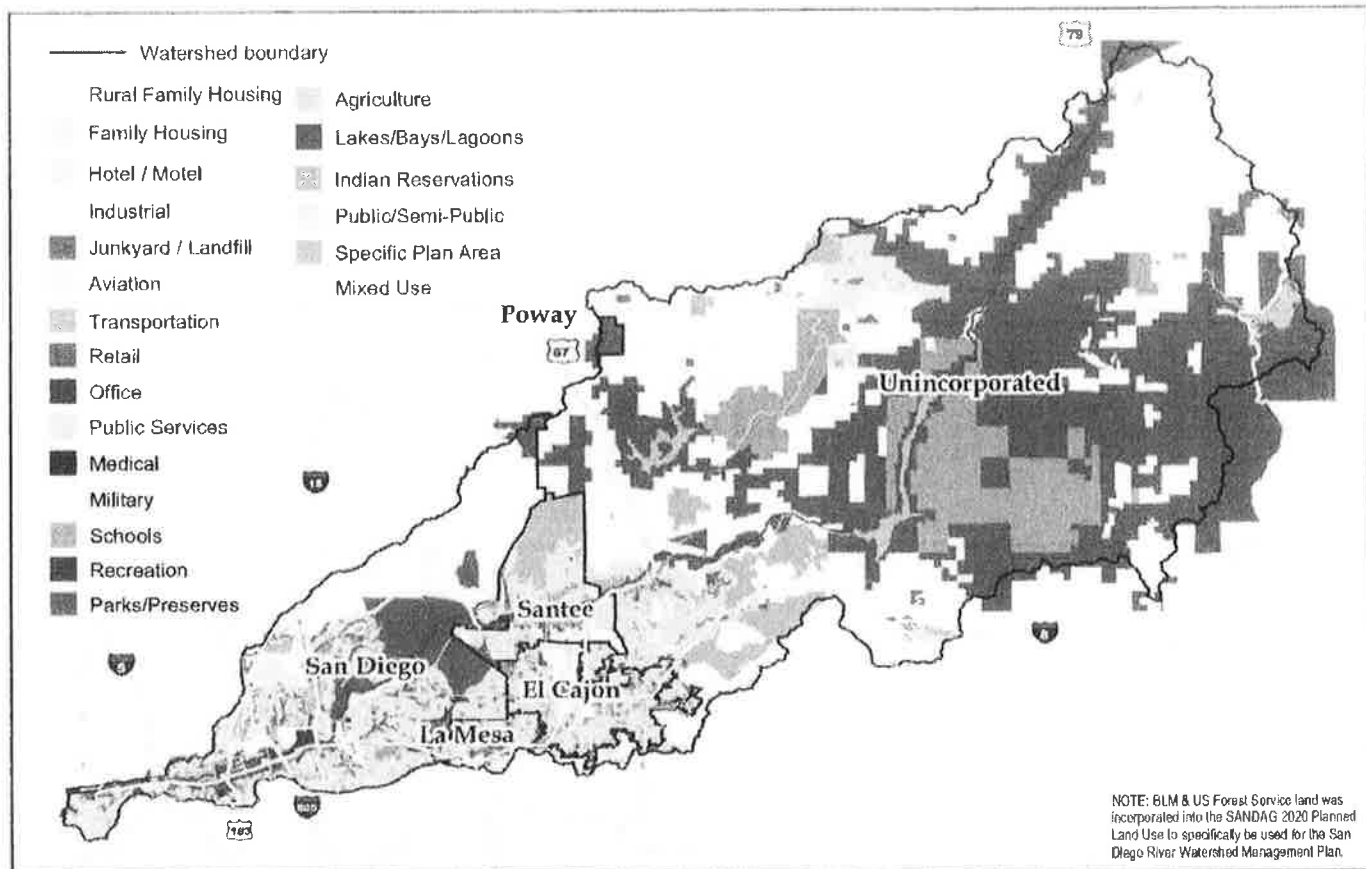 79
Watershed boundary
Rural Family Housing
Family Housing
Hotel / Motel
Industrial
Junkyard / Landfill
Aviation
Transportation
Retail
Office
Public Services
Medical
Military
Schools
Recreation
Parks/Preserves
Agriculture
Lakes/Bays/Lagoons
Indian Reservations
Public/Semi-Public
Specific Plan Area
Mixed Use
Poway
67
Unincorporated
15
Santee
8
5
San Diego
El Cajon
La Mesa
805
163
NOTE: BLM & US Forest Service land was
incorporated into the SANDAG 2020 Planned
Land Use to specifically be used for the San
Diego River Watershed Management Plan.